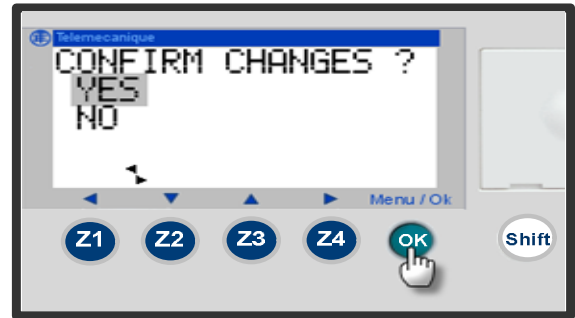 Telemecanique
CONFIRM CHANGES ?
YES
NO
Menu / Ok
Z1 Z2 Z3 Z4 OK Shift